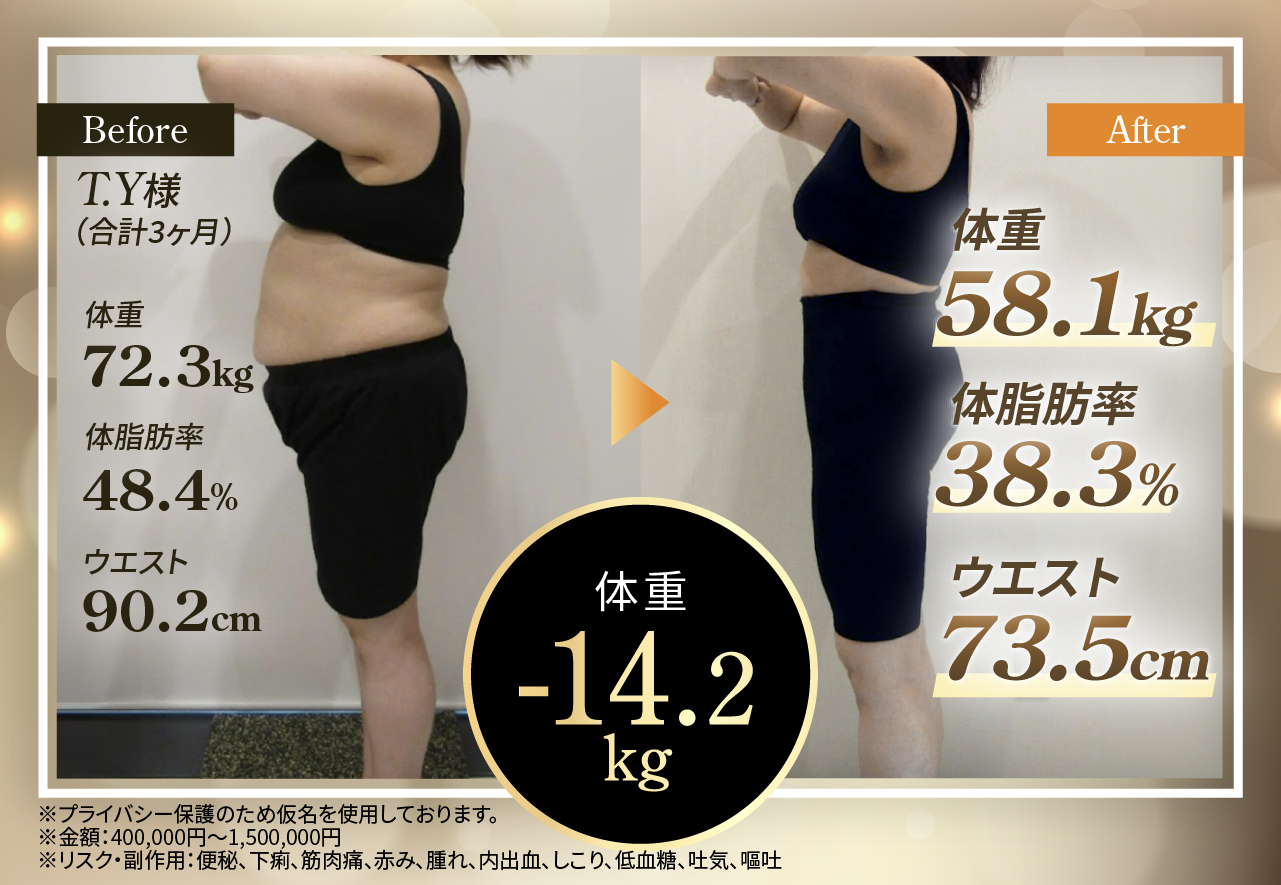 Before
After
T.Y様
(合計3ヶ月)
体重
72.3kg
体脂肪率
48.4%
ウエスト
90.2cm
体重
58.1kg
体脂肪率
38.3%
ウエスト
73.5cm
体重
-14.2
kg
※プライバシー保護のため仮名を使用しております。
※金額:400,000円〜1,500,000円
※リスク・副作用:便秘、下痢、筋肉痛、赤み、腫れ、内出血、しこり、低血糖、吐気、嘔吐